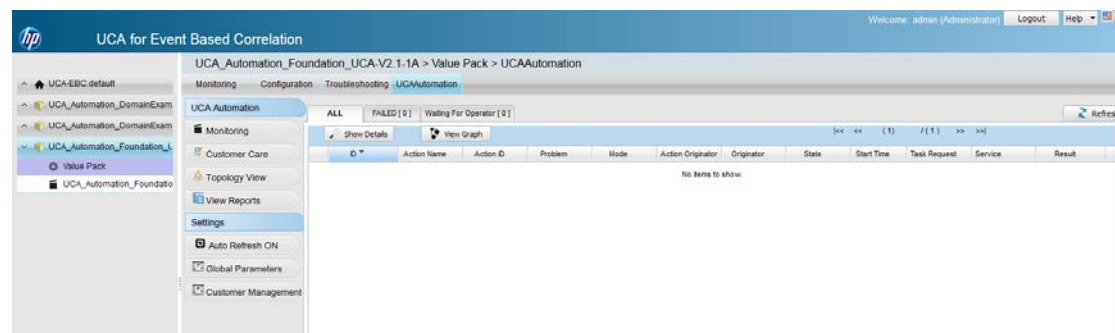 Welcome: admin (Administrator) Logout Help
hp UCA for Event Based Correlation
UCA_Automation_Foundation_UCA-V2.1-1A > Value Pack > UCAAutomation
UCA-EBC:default
Monitoring Configuration Troubleshooting UCAAutomation
UCA_Automation_DomainExam
UCA_Automation_DomainExam
UCA_Automation_Foundation_U
Value Pack
UCA_Automation_Foundatio
UCA Automation
Monitoring
Customer Care
Topology View
View Reports
Settings
Auto Refresh ON
Global Parameters
Customer Management
ALL FAILED [ 0 ] Waiting For Operator [ 0 ]
Refres
Show Details View Graph |<< << (1) / (1) >> >>|
ID Action Name Action ID Problem Mode Action Originator Originator State Start Time Task Request Service Result
No items to show.